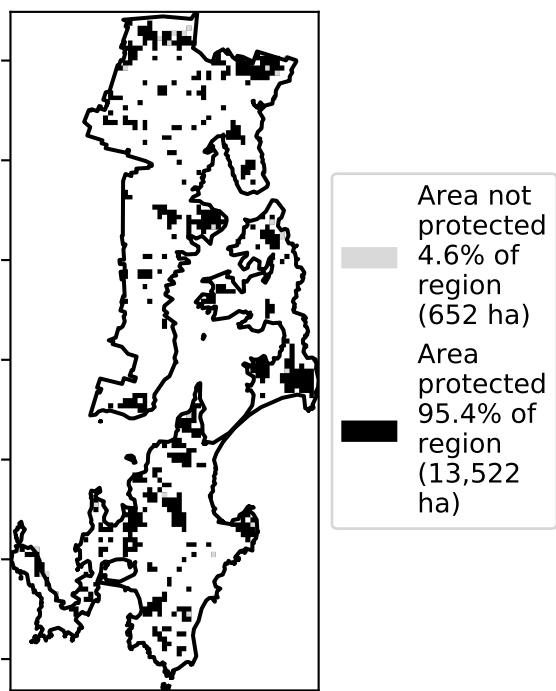 Area not
protected
4.6% of
region
(652 ha)
Area
protected
95.4% of
region
(13,522
ha)